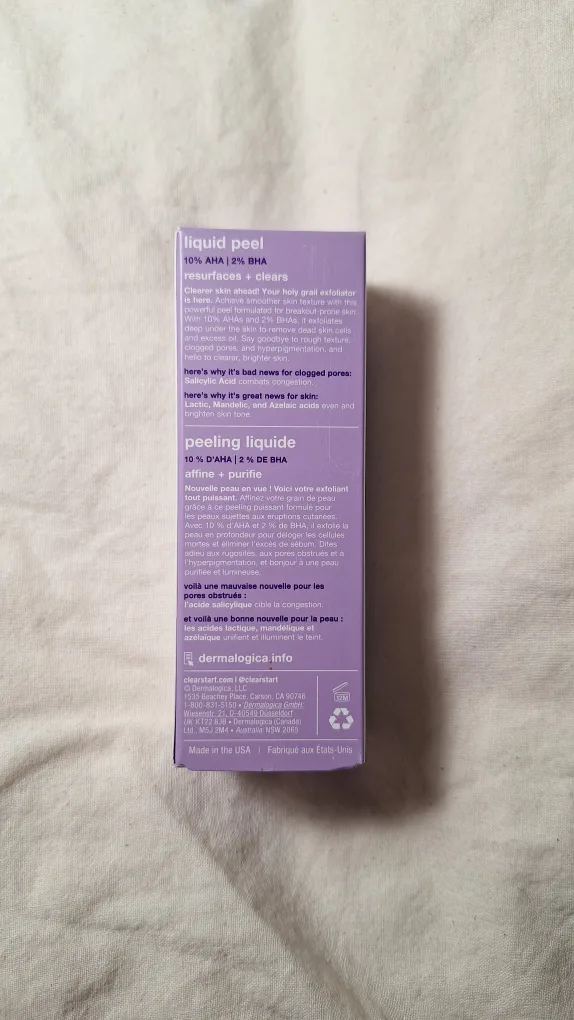 liquid peel
10% AHA | 2% BHA
resurfaces + clears
Clearer skin ahead! Your holy grail exfoliator
is here. Achieve smoother skin texture with this
powerful peel formulated for breakout-prone skin.
With 10% AHAs and 2% BHAs, it exfoliates
deep under the skin to remove dead skin cells
and excess oil. Say goodbye to rough texture,
clogged pores, and hyperpigmentation, and
hello to clearer, brighter skin.
here's why it's bad news for clogged pores:
Salicylic Acid combats congestion.
here's why it's great news for skin:
Lactic, Mandelic, and Azelaic acids even and
brighten skin tone.
peeling liquide
10 % D'AHA | 2 % DE BHA
affine + purifie
Nouvelle peau en vue ! Voici votre exfoliant
tout puissant. Affinez votre grain de peau
grâce à ce peeling puissant formulé pour
les peaux sujettes aux éruptions cutanées.
Avec 10 % d'AHA et 2 % de BHA, il exfolie la
peau en profondeur pour déloger les cellules
mortes et éliminer l'excès de sébum. Dites
adieu aux rugosités, aux pores obstrués et à
l'hyperpigmentation, et bonjour à une peau
purifiée et lumineuse.
voilà une mauvaise nouvelle pour les
pores obstrués :
l'acide salicylique cible la congestion.
et voilà une bonne nouvelle pour la peau :
les acides lactique, mandélique et
azélaïque unifient et illuminent le teint.
dermalogica.info
clearstart.com | @clearstart
© Dermalogica, LLC
1535 Beachey Place, Carson, CA 90746
1-800-831-5150 • Dermalogica GmbH:
Wiesenstr. 21, D-40549 Düsseldorf
UK KT22 • Dermalogica (Canada)
Ltd., M5J 2M4 • Australia NSW 2065
12M
Made in the USA | Fabriqué aux États-Unis